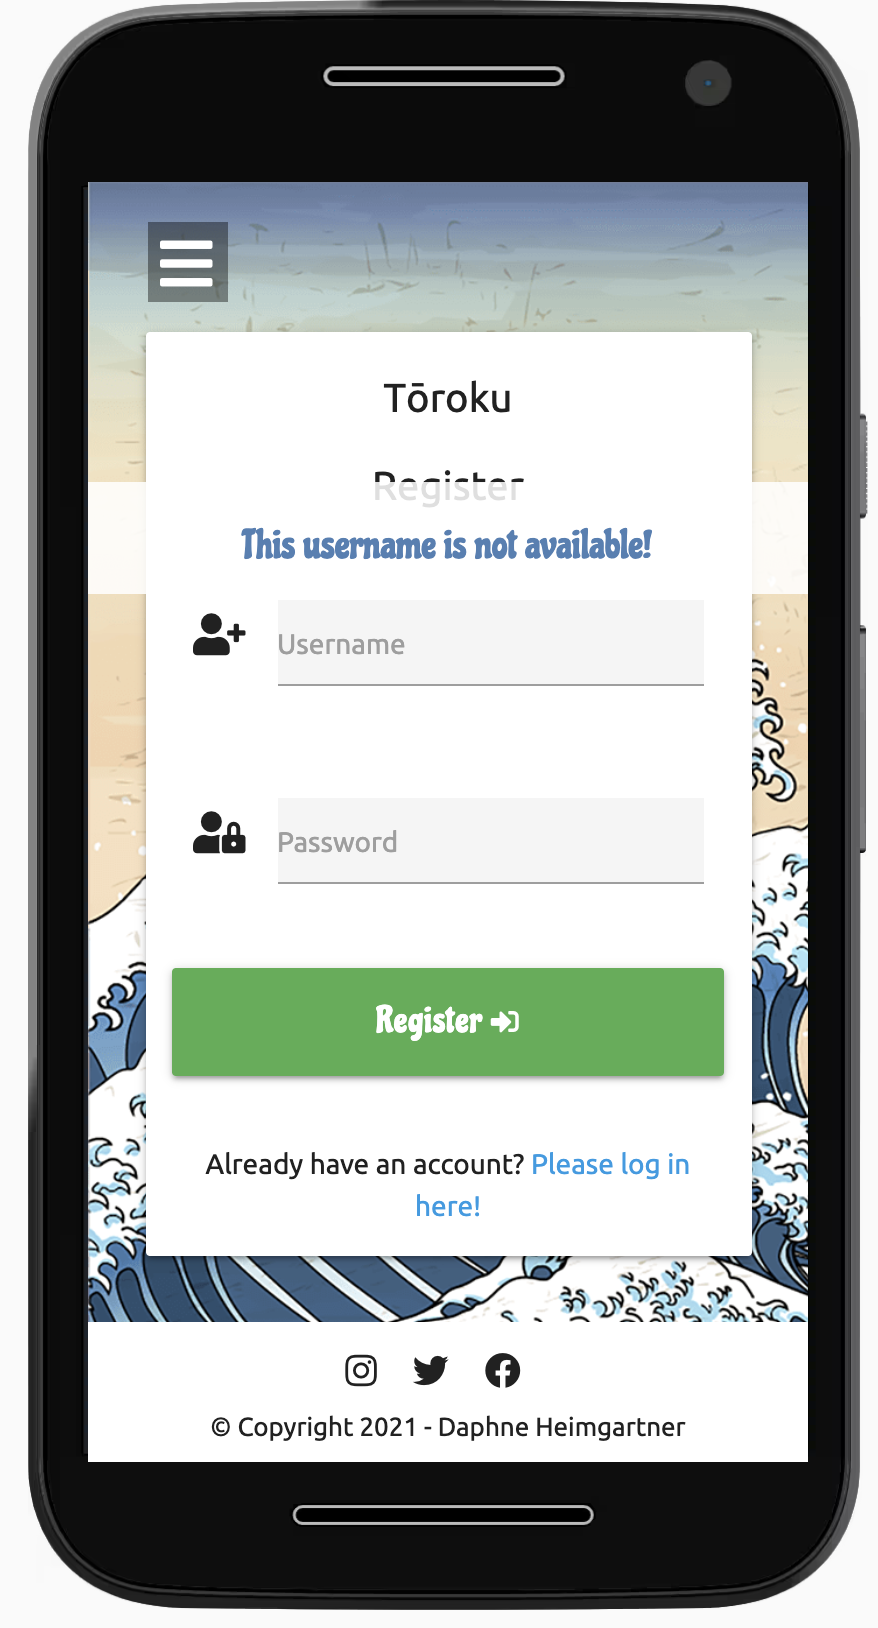 Tōroku
Register
This username is not available!
Username
Password
Register
Already have an account? Please log in
here!
© Copyright 2021 - Daphne Heimgartner